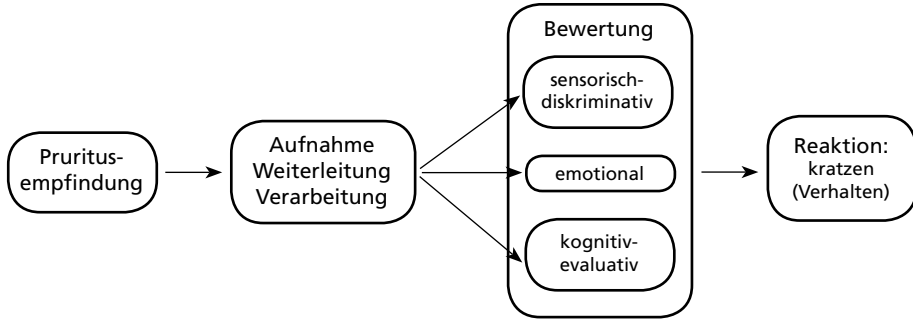 Pruritus-
empfindung
Aufnahme
Weiterleitung
Verarbeitung
Bewertung
sensorisch-
diskriminativ
emotional
kognitiv-
evaluativ
Reaktion:
kratzen
(Verhalten)